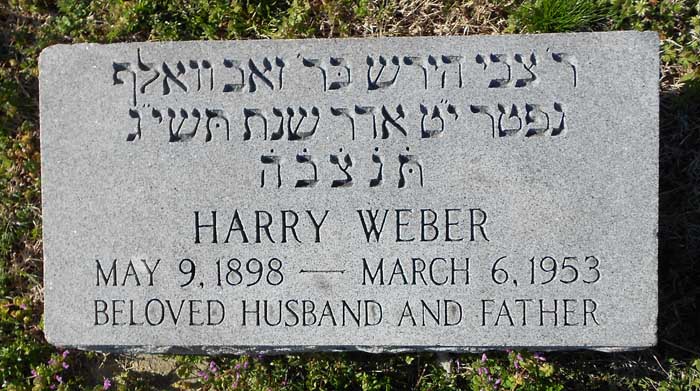 ר׳ צבי הירש בר׳ זאב וואלף
נפטר י״ט אדר שנת תשי״ג
ת׳נ׳צ׳ב׳ה׳
HARRY WEBER
MAY 9, 1898 — MARCH 6, 1953
BELOVED HUSBAND AND FATHER